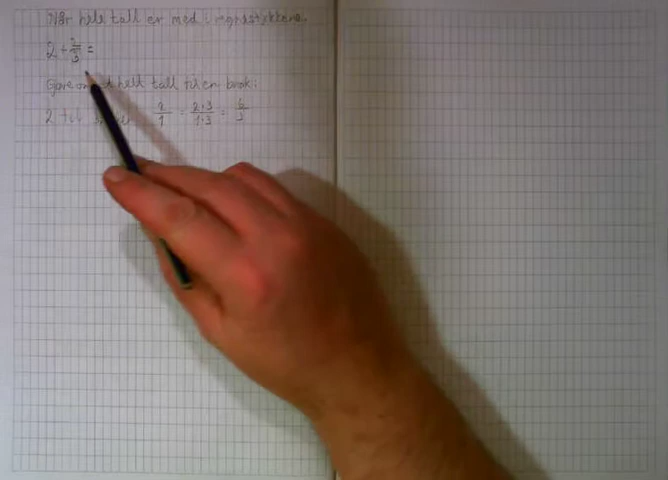 Når hele tall er med i regnestykkene.
2 + 2/3 =
Gjøre om et helt tall til en brøk:
2 til 2/1 = 2·3/1·3 = 6/3